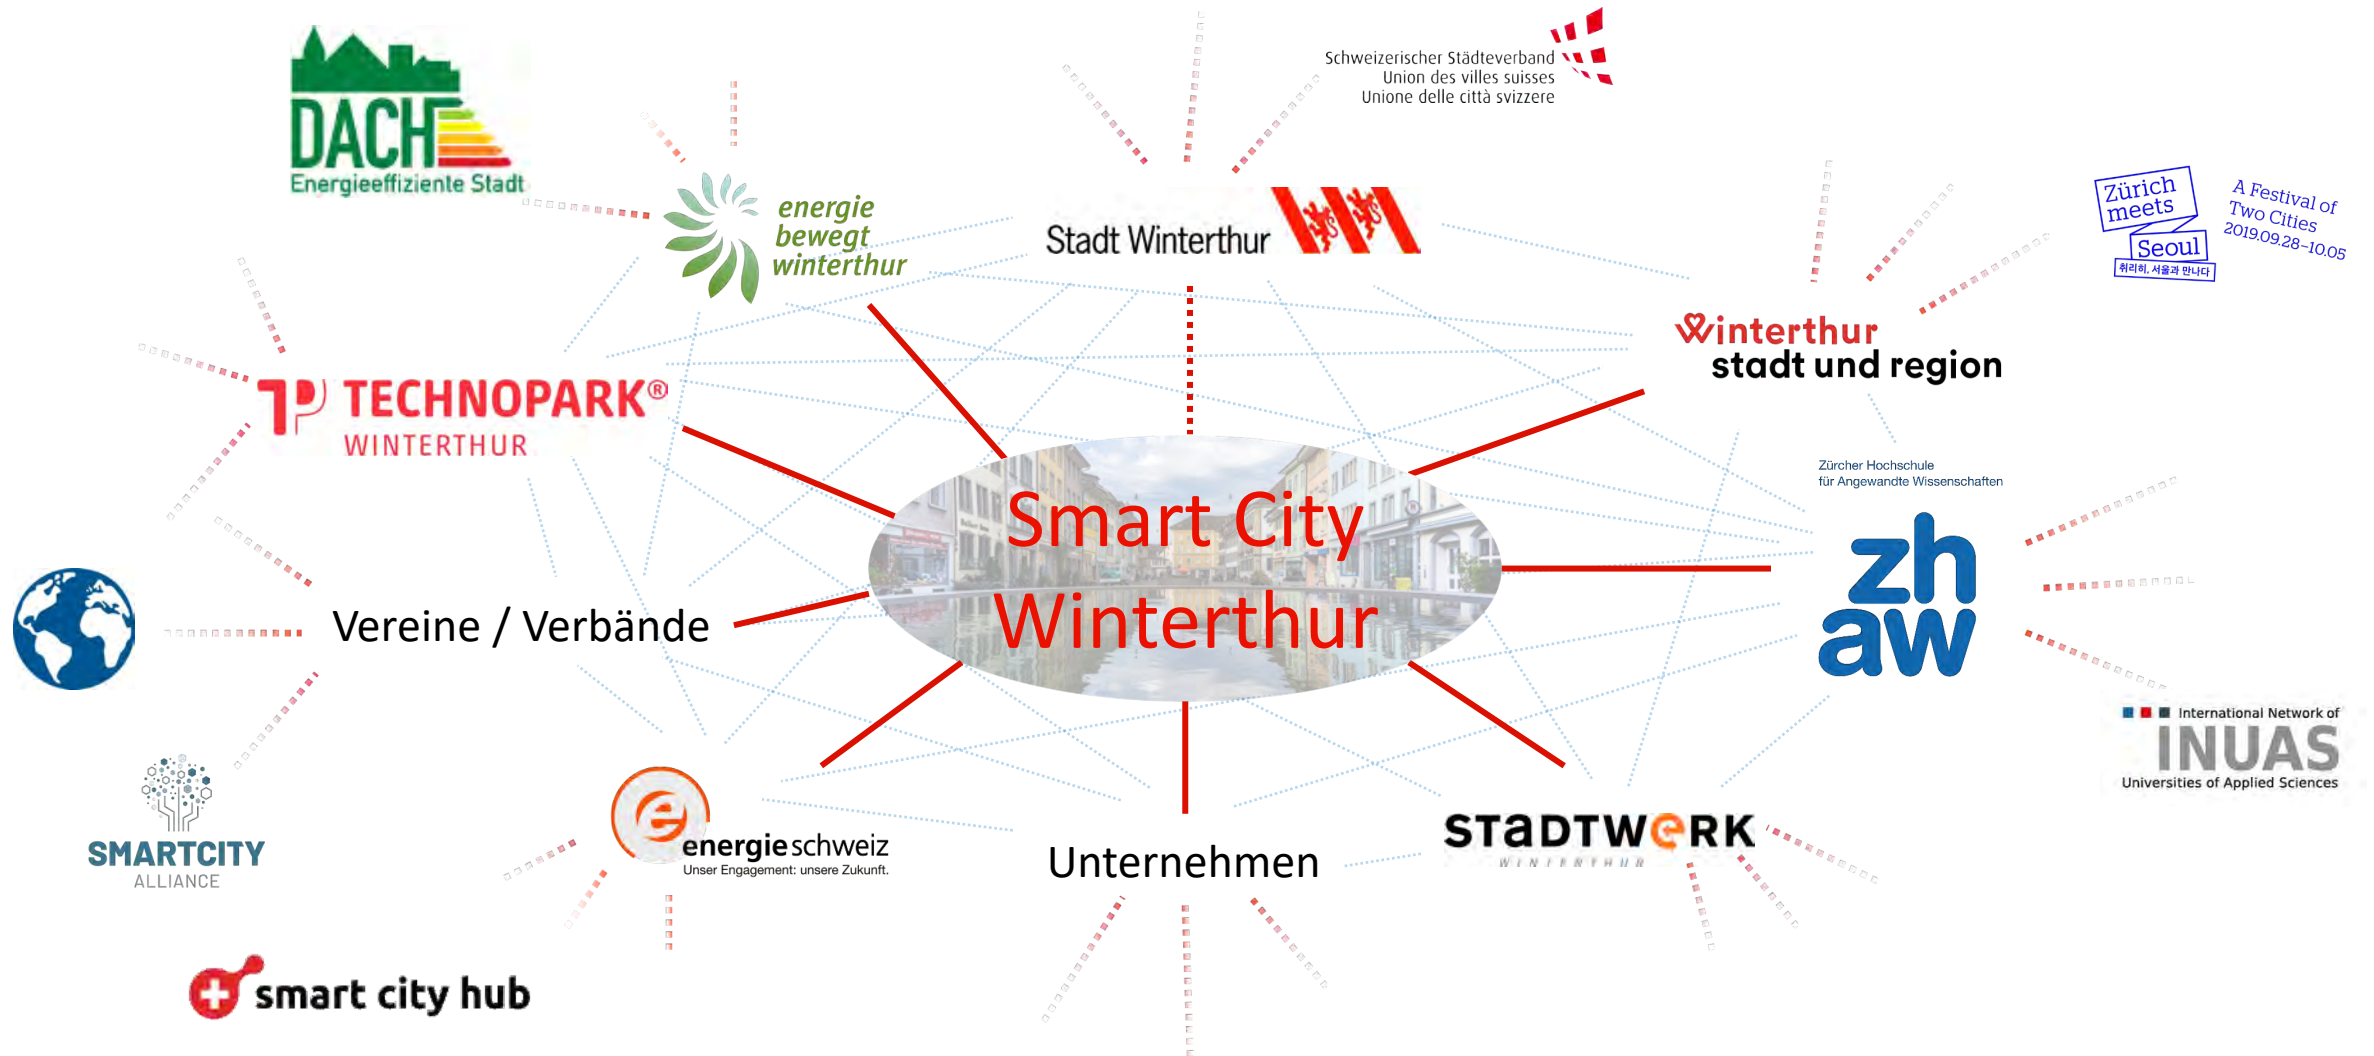 Schweizerischer Städteverband
Union des villes suisses
Unione delle città svizzere
DACH
Energieeffiziente Stadt
energie
bewegt
winterthur
Stadt Winterthur
Zürich
meets
Seoul
취리히, 서울과 만나다
A Festival of
Two Cities
2019.09.28–10.05
Winterthur
stadt und region
TECHNOPARK®
WINTERTHUR
Zürcher Hochschule
für Angewandte Wissenschaften
zh
aw
Smart City
Winterthur
Vereine / Verbände
International Network of
INUAS
Universities of Applied Sciences
SMARTCITY
ALLIANCE
energieschweiz
Unser Engagement: unsere Zukunft.
Unternehmen
STADTWERK
WINTERTHUR
smart city hub